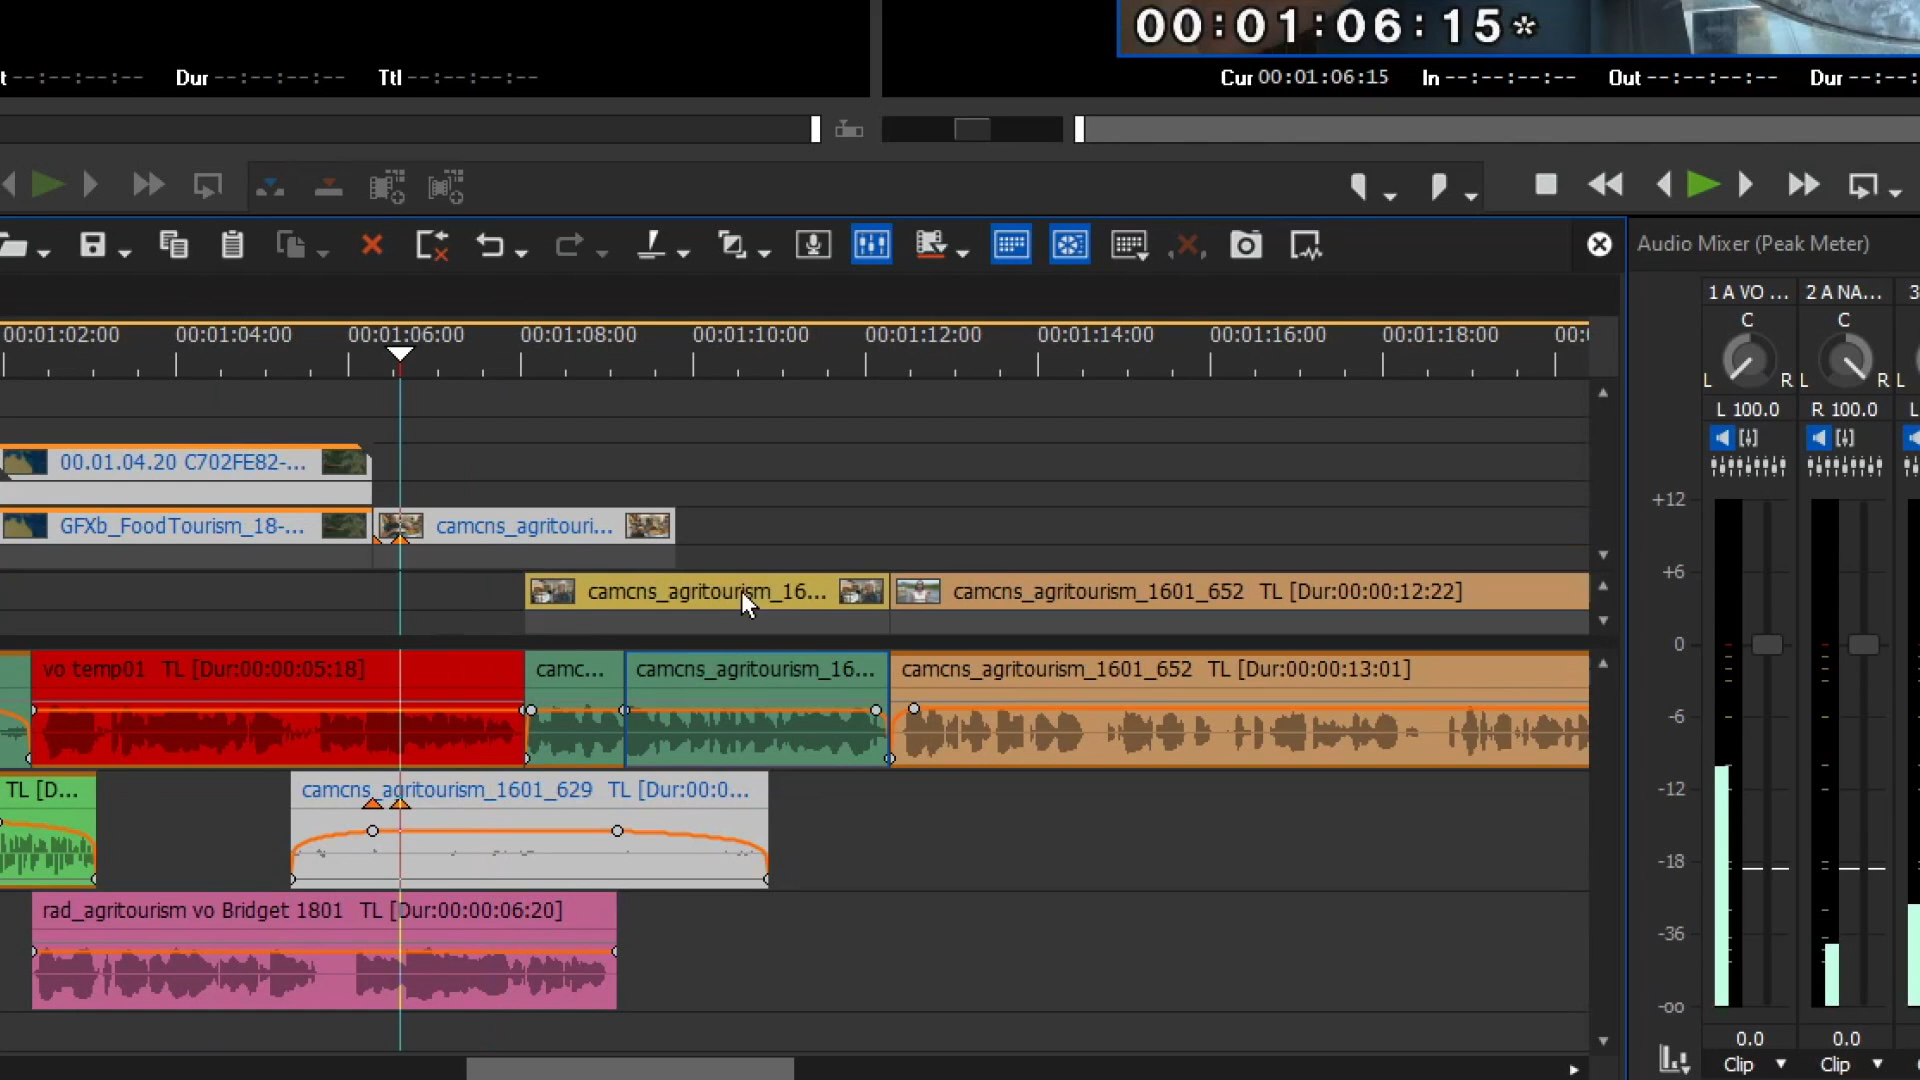 00:01:06:15*
t --:--:--:-- Dur --:--:--:-- Ttl --:--:--:--
Cur 00:01:06:15 In --:--:--:-- Out --:--:--:-- Dur --:--:
Audio Mixer (Peak Meter)
1 A VO ... 2 A NA... 3
C C
00:01:02:00 00:01:04:00 00:01:06:00 00:01:08:00 00:01:10:00 00:01:12:00 00:01:14:00 00:01:16:00 00:01:18:00 00:
L R L R L
L 100.0 R 100.0 L
00.01.04.20 C702FE82-...
+12
GFXb_FoodTourism_18-... camcns_agritouri...
+6
camcns_agritourism_16... camcns_agritourism_1601_652 TL [Dur:00:00:12:22]
0
vo temp01 TL [Dur:00:00:05:18] camc... camcns_agritourism_16... camcns_agritourism_1601_652 TL [Dur:00:00:13:01]
-6
TL [D... camcns_agritourism_1601_629 TL [Dur:00:0...
-12
-18
rad_agritourism vo Bridget 1801 TL [Dur:00:00:06:20]
-36
-oo
0.0 0.0
Clip Clip